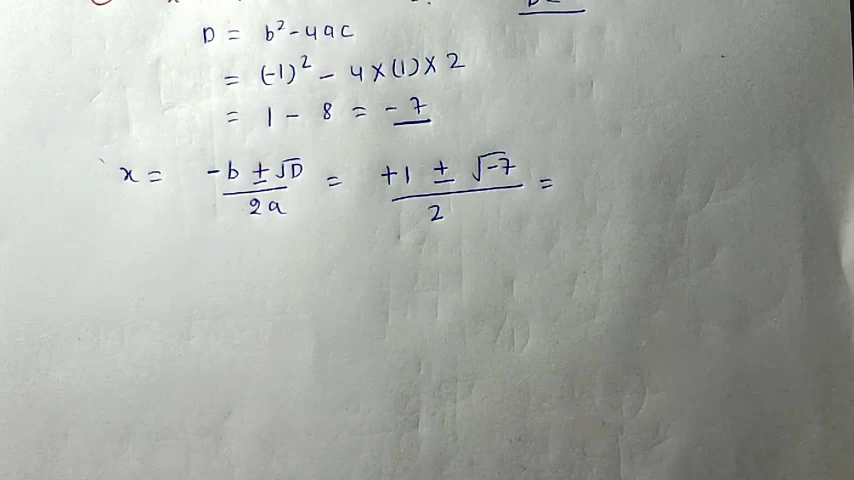 D = b² - 4ac
= (-1)² - 4 × (1) × 2
= 1 - 8 = -7
x = -b ± √D / 2a = +1 ± √-7 / 2 =